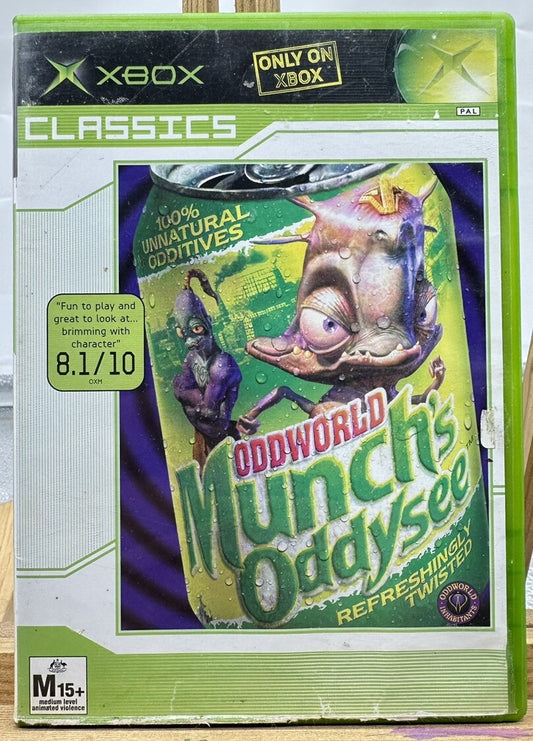 XBOX
ONLY ON
XBOX
PAL
CLASSICS
100%
UNNATURAL
ODDITIVES
"Fun to play and
great to look at...
brimming with
character"
8.1/10
OXM
ODDWORLD
Munch's
Oddysee
REFRESHINGLY
TWISTED
ODDWORLD
INHABITANTS
M15+
medium level
animated violence